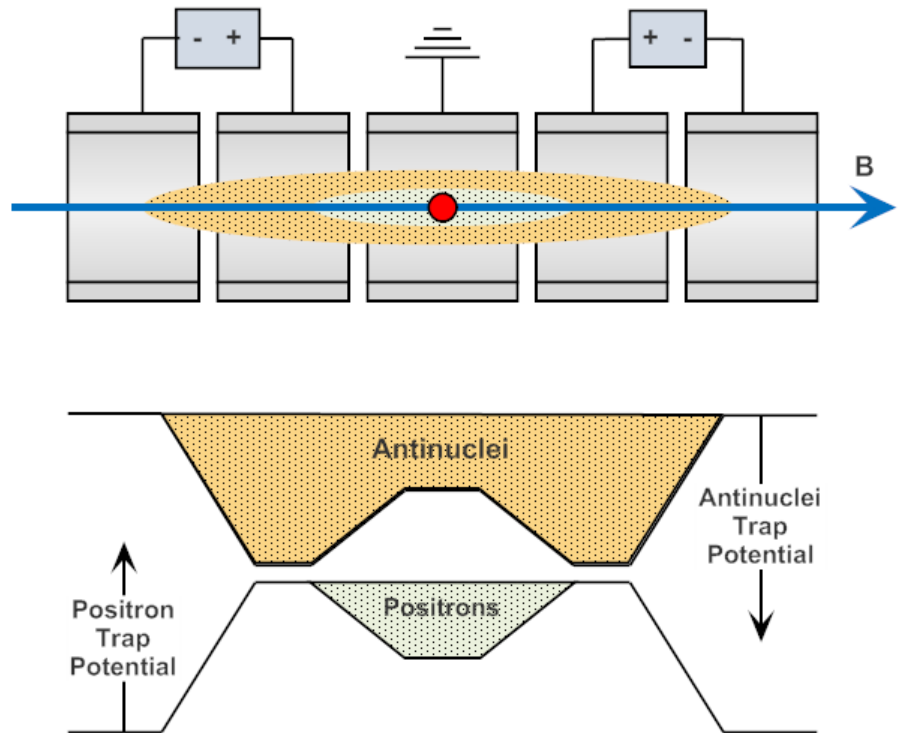 - +
+ -
B
Antinuclei
Antinuclei
Trap
Potential
Positrons
Positron
Trap
Potential